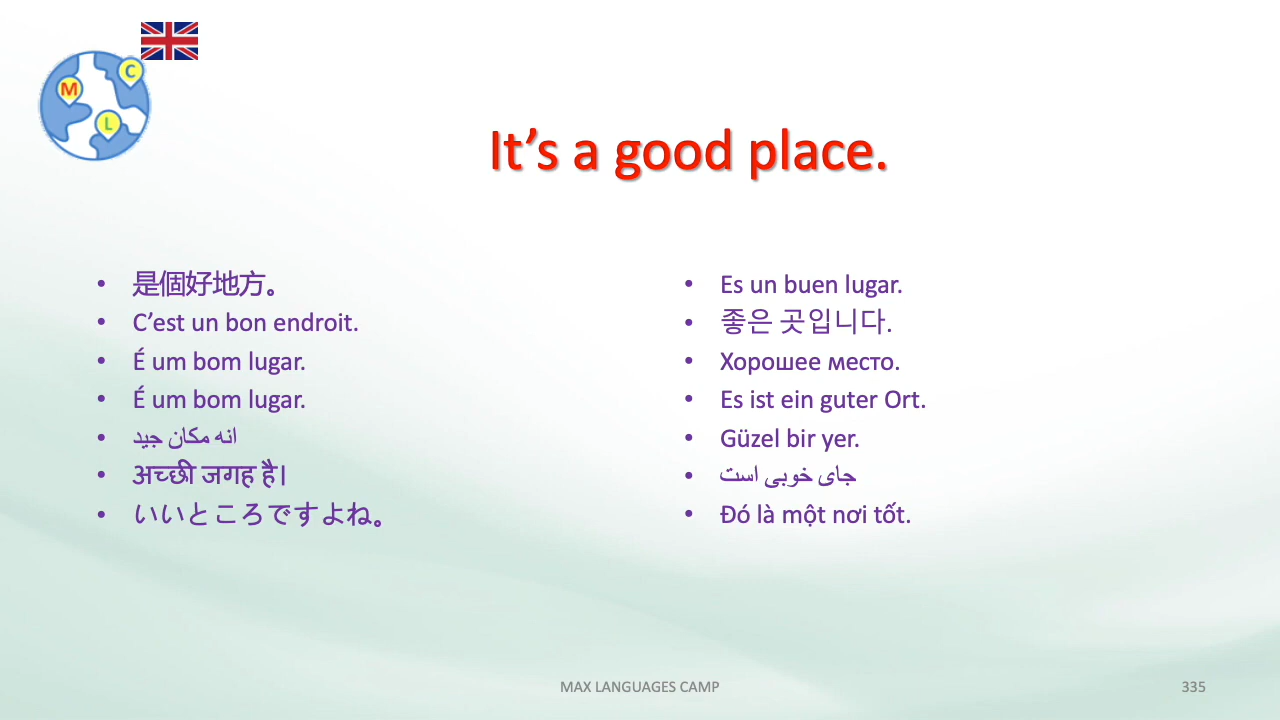 C
M
L
It’s a good place.
是個好地方。
C’est un bon endroit.
É um bom lugar.
É um bom lugar.
انه مكان جيد
अच्छी जगह है।
いいところですよね。
Es un buen lugar.
좋은 곳입니다.
Хорошее место.
Es ist ein guter Ort.
Güzel bir yer.
جای خوبی است
Đó là một nơi tốt.
MAX LANGUAGES CAMP
335